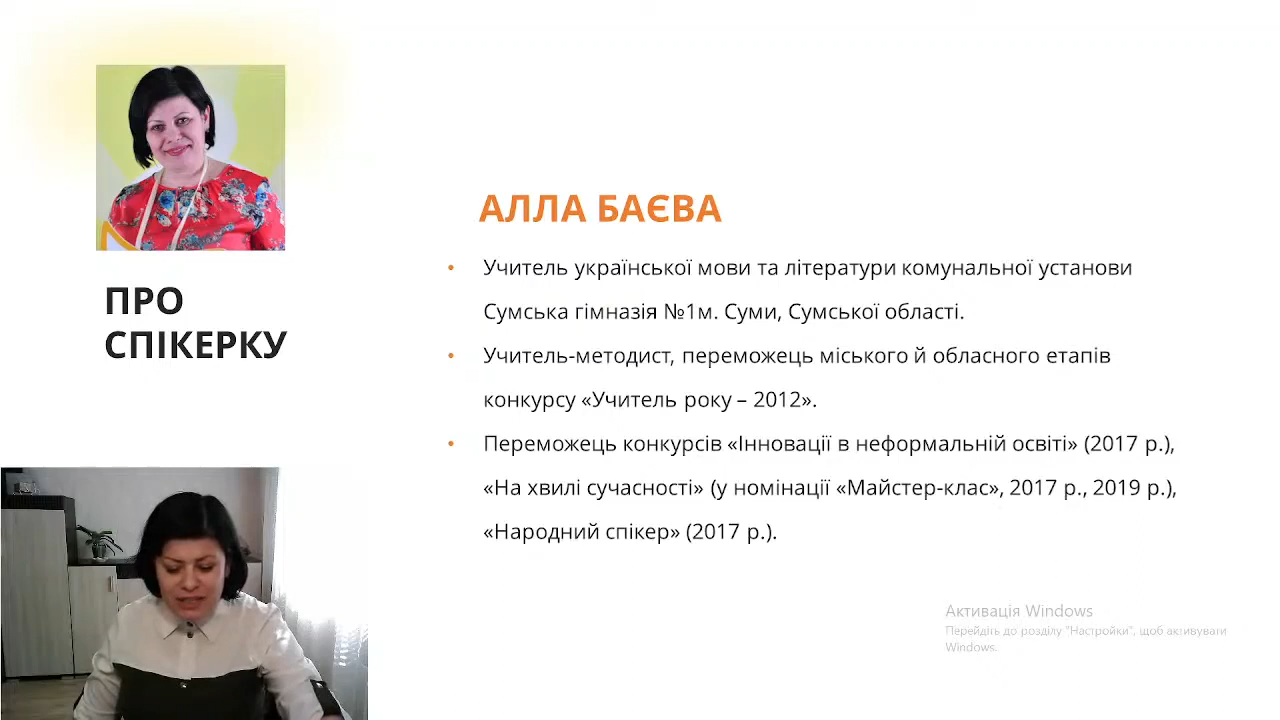 ПРО
СПІКЕРКУ
АЛЛА БАЄВА
• Учитель української мови та літератури комунальної установи
Сумська гімназія №1м. Суми, Сумської області.
• Учитель-методист, переможець міського й обласного етапів
конкурсу «Учитель року – 2012».
• Переможець конкурсів «Інновації в неформальній освіті» (2017 р.),
«На хвилі сучасності» (у номінації «Майстер-клас», 2017 р., 2019 р.),
«Народний спікер» (2017 р.).
Активація Windows
Перейдіть до розділу "Настройки", щоб активувати
Windows.